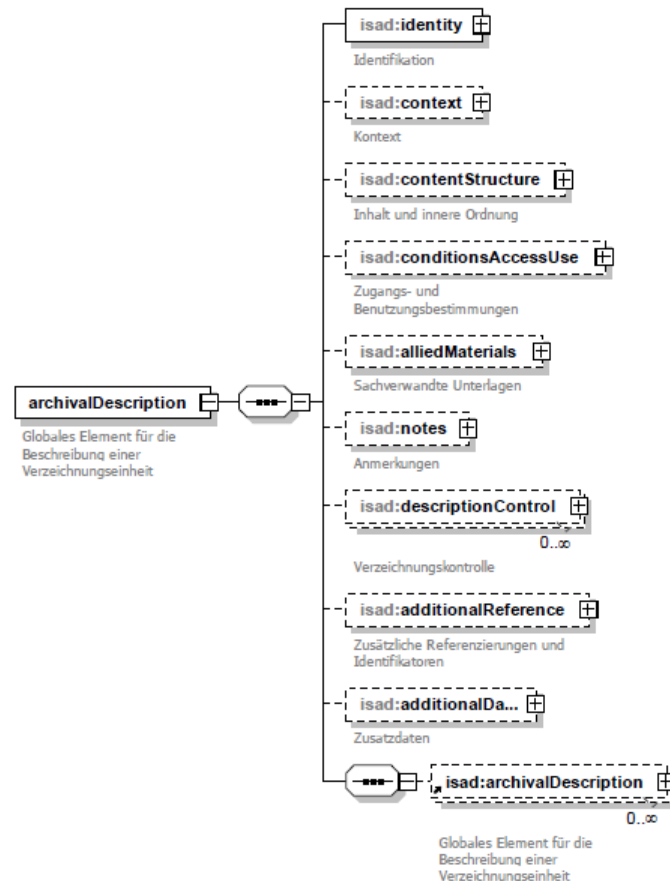 isad:identity
Identifikation
isad:context
Kontext
isad:contentStructure
Inhalt und innere Ordnung
isad:conditionsAccessUse
Zugangs- und
Benutzungsbestimmungen
isad:alliedMaterials
Sachverwandte Unterlagen
archivalDescription
Globales Element für die
Beschreibung einer
Verzeichnungseinheit
isad:notes
Anmerkungen
isad:descriptionControl
0..∞
Verzeichnungskontrolle
isad:additionalReference
Zusätzliche Referenzierungen und
Identifikatoren
isad:additionalDa...
Zusatzdaten
isad:archivalDescription
0..∞
Globales Element für die
Beschreibung einer
Verzeichnungseinheit